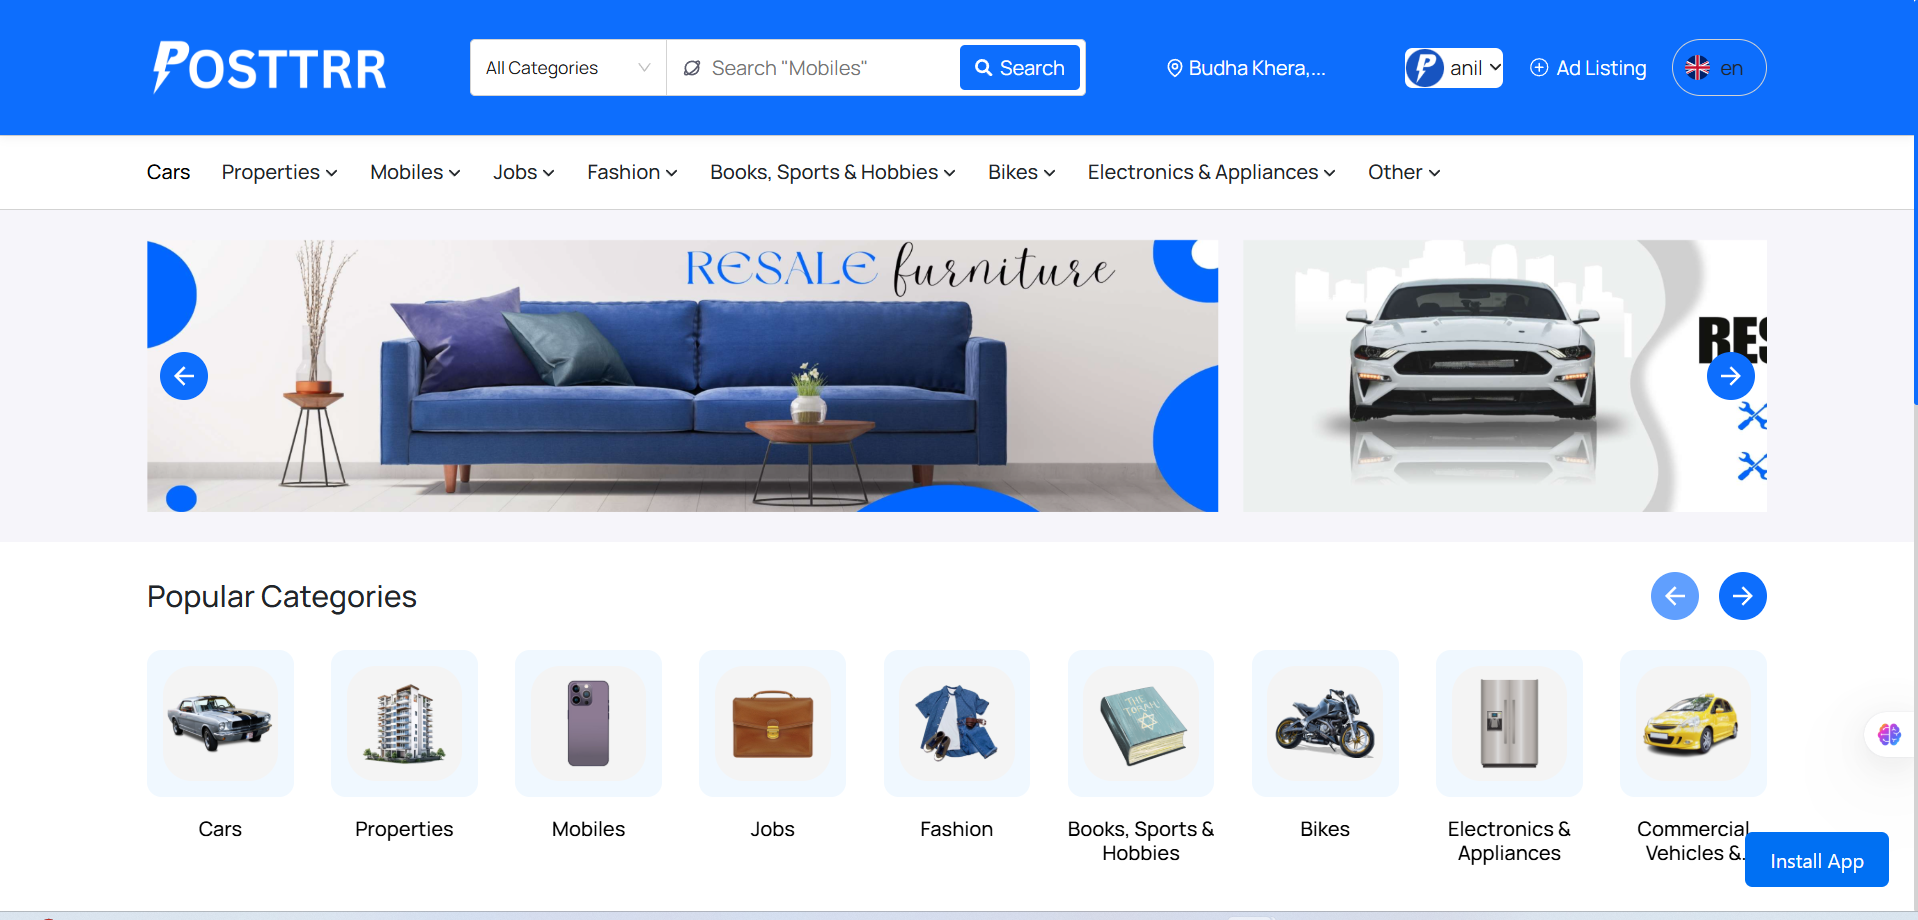 POSTTRR
All Categories
Search "Mobiles"
Search
Budha Khera,...
anil
Ad Listing
en
Cars
Properties
Mobiles
Jobs
Fashion
Books, Sports & Hobbies
Bikes
Electronics & Appliances
Other
RESALE furniture
RES
Popular Categories
THE
TORAH
Cars
Properties
Mobiles
Jobs
Fashion
Books, Sports &
Hobbies
Bikes
Electronics &
Appliances
Commercial
Vehicles &
Install App